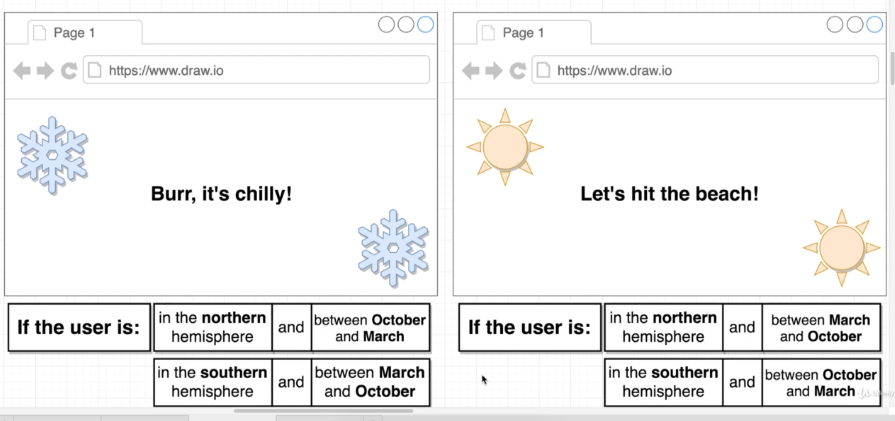 Page 1
https://www.draw.io
Burr, it's chilly!
If the user is:
in the northern
hemisphere
and
between October
and March
in the southern
hemisphere
and
between March
and October
Page 1
https://www.draw.io
Let's hit the beach!
If the user is:
in the northern
hemisphere
and
between March
and October
in the southern
hemisphere
and
between October
and March